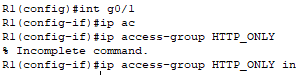 R1(config)#int g0/1
R1(config-if)#ip ac
R1(config-if)#ip access-group HTTP_ONLY
% Incomplete command.
R1(config-if)#ip access-group HTTP_ONLY in